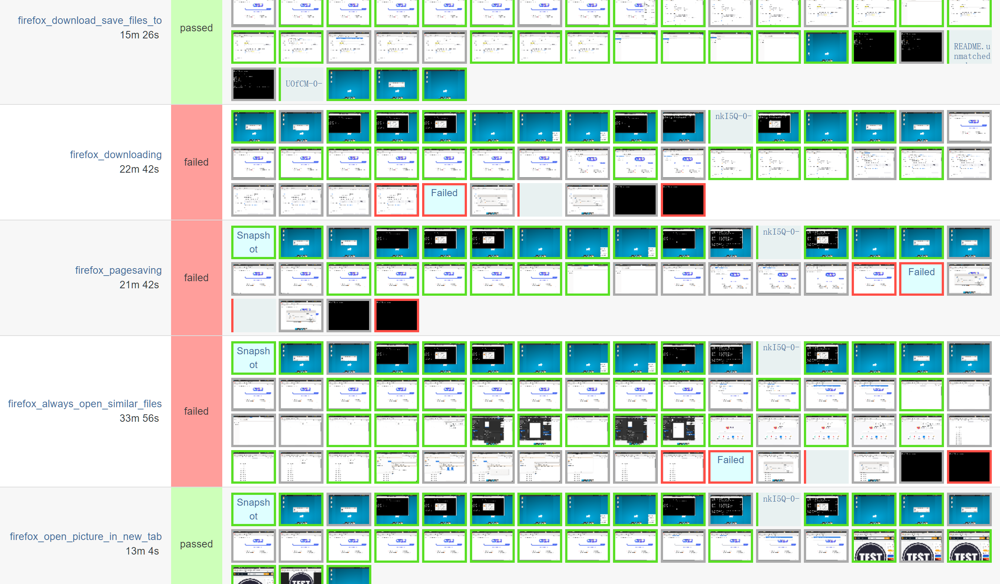 firefox_download_save_files_to
15m 26s
passed
README.u
nmatched
UOfCM-0-
firefox_downloading
22m 42s
failed
nkI5Q-0-
Failed
firefox_pagesaving
21m 42s
failed
Snapsh
ot
nkI5Q-0-
Failed
firefox_always_open_similar_files
33m 56s
failed
Snapsh
ot
nkI5Q-0-
Failed
firefox_open_picture_in_new_tab
13m 4s
passed
Snapsh
ot
nkI5Q-0-
TEST
TEST
TEST
TEST